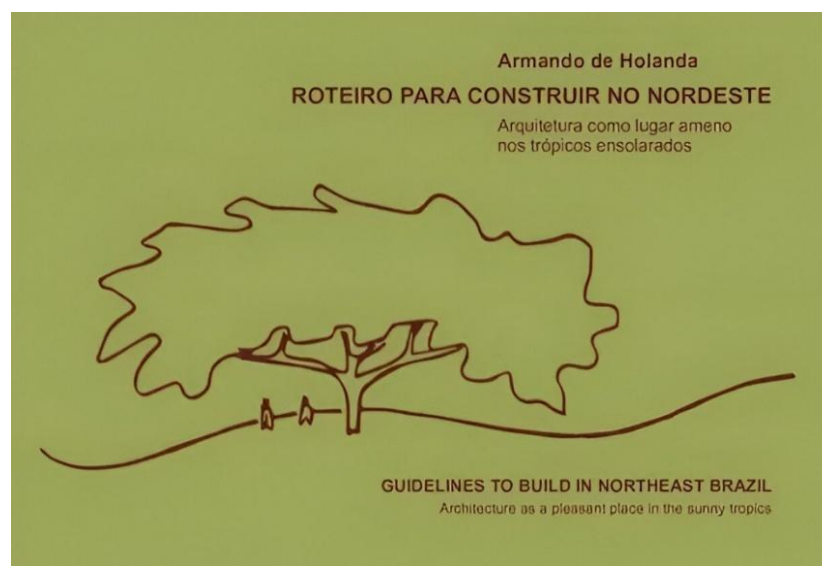 Armando de Holanda
ROTEIRO PARA CONSTRUIR NO NORDESTE
Arquitetura como lugar ameno
nos trópicos ensolarados
GUIDELINES TO BUILD IN NORTHEAST BRAZIL
Architecture as a pleasant place in the sunny tropics